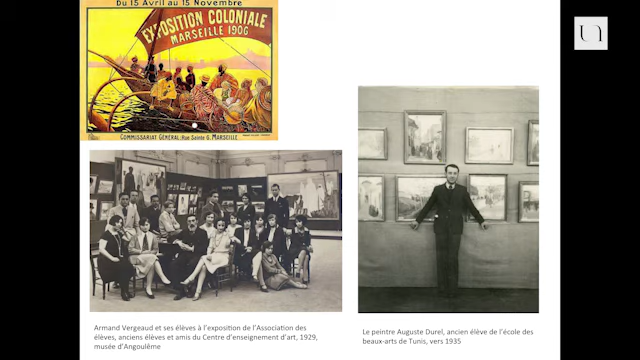 Du 15 Avril au 15 Novembre
EXPOSITION COLONIALE
MARSEILLE 1906
COMMISSARIAT GÉNÉRAL: Rue Sainte G. MARSEILLE
Armand Vergeaud et ses élèves à l'exposition de l'Association des
élèves, anciens élèves et amis du Centre d'enseignement d'art, 1929,
musée d'Angoulême
Le peintre Auguste Durel, ancien élève de l'école des
beaux-arts de Tunis, vers 1935